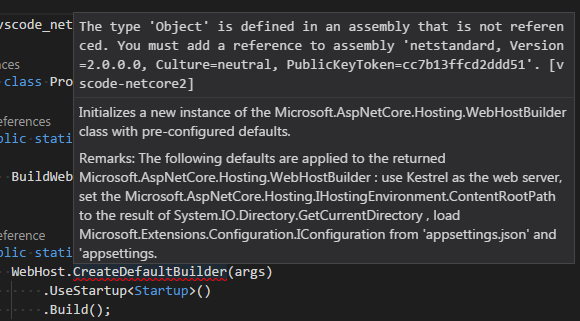 vscode_net
The type 'Object' is defined in an assembly that is not referen
ced. You must add a reference to assembly 'netstandard, Version
=2.0.0.0, Culture=neutral, PublicKeyToken=cc7b13ffcd2ddd51'. [v
scode-netcore2]
nces
class Pro
Initializes a new instance of the Microsoft.AspNetCore.Hosting.WebHostBuilder
class with pre-configured defaults.
eferences
blic stati
Remarks: The following defaults are applied to the returned
Microsoft.AspNetCore.Hosting.WebHostBuilder : use Kestrel as the web server,
BuildWeb
set the Microsoft.AspNetCore.Hosting.IHostingEnvironment.ContentRootPath
to the result of System.IO.Directory.GetCurrentDirectory , load
Microsoft.Extensions.Configuration.IConfiguration from 'appsettings.json' and
'appsettings.
eference
blic stati
WebHost.CreateDefaultBuilder(args)
.UseStartup<Startup>()
.Build();